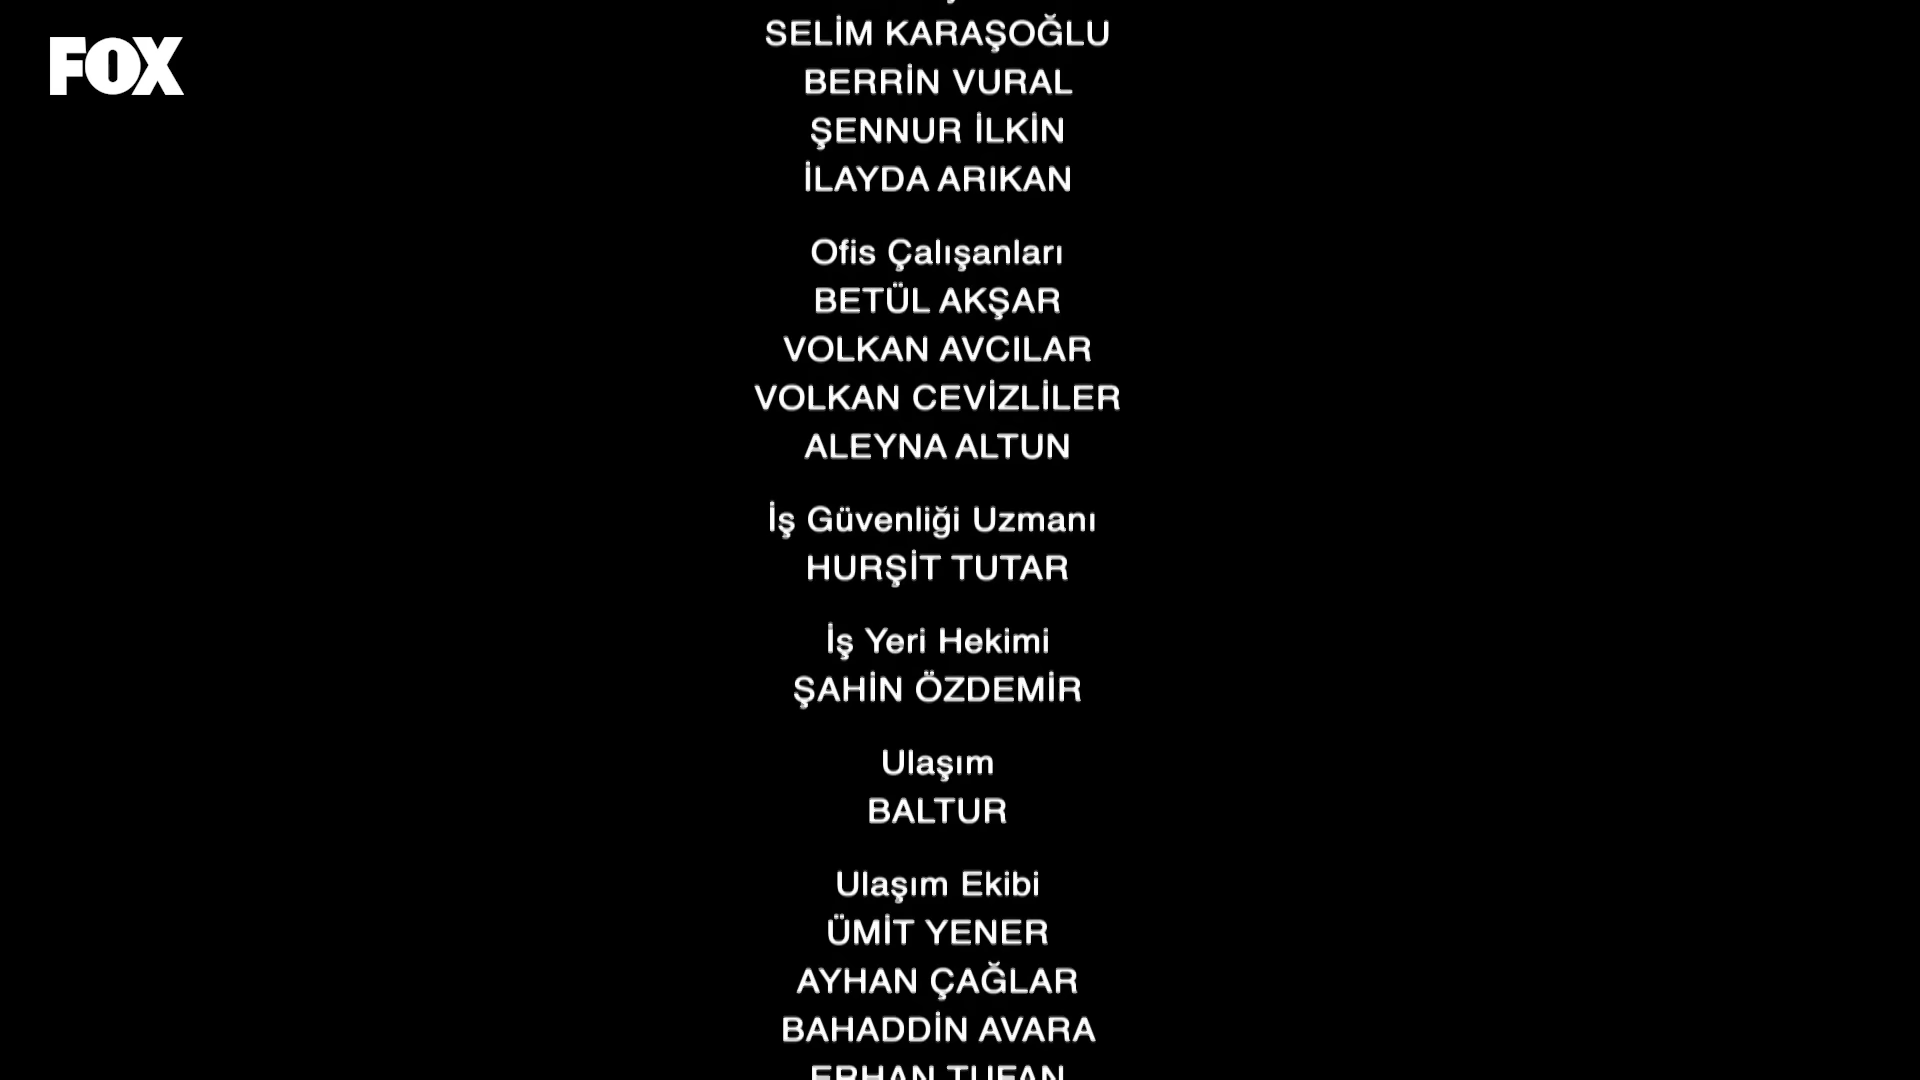 FOX
SELİM KARAŞOĞLU
BERRİN VURAL
ŞENNUR İLKİN
İLAYDA ARIKAN
Ofis Çalışanları
BETÜL AKŞAR
VOLKAN AVCILAR
VOLKAN CEVİZLİLER
ALEYNA ALTUN
İş Güvenliği Uzmanı
HURŞİT TUTAR
İş Yeri Hekimi
ŞAHİN ÖZDEMİR
Ulaşım
BALTUR
Ulaşım Ekibi
ÜMİT YENER
AYHAN ÇAĞLAR
BAHADDİN AVARA
ERHAN TUFAN